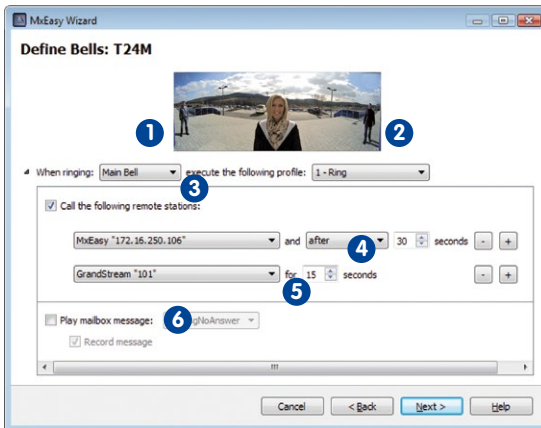 MxEasy Wizard
Define Bells: T24M
1 2
When ringing: Main Bell execute the following profile: 1 - Ring
3
Call the following remote stations:
MxEasy "172.16.250.106" and after 30 seconds - +
4
GrandStream "101" for 15 seconds - +
5
Play mailbox message: 6 gNoAnswer
Record message
Cancel < Back Next > Help